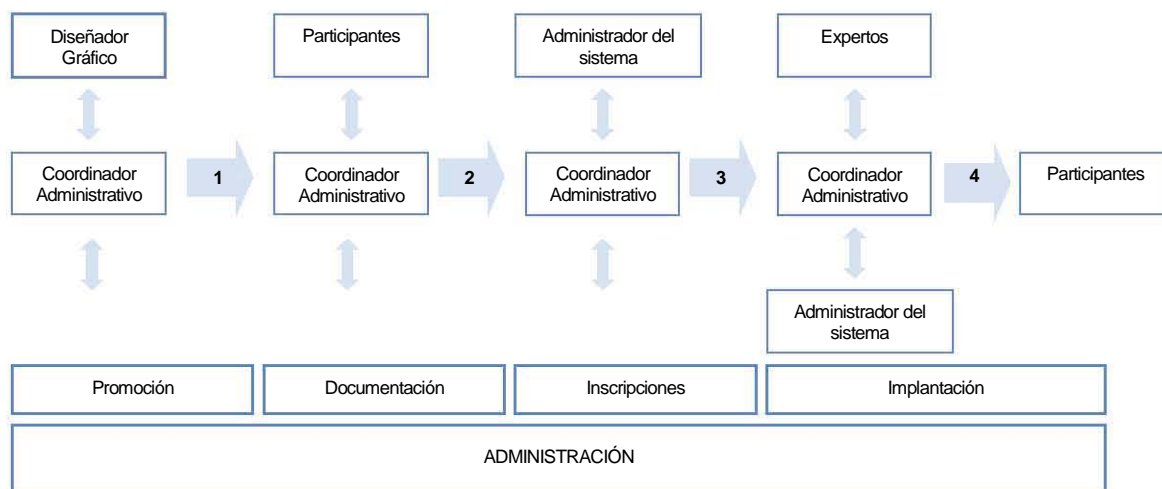 Diseñador
Gráfico
Participantes
Administrador del
sistema
Expertos
Coordinador
Administrativo
1
Coordinador
Administrativo
2
Coordinador
Administrativo
3
Coordinador
Administrativo
4
Participantes
Administrador del
sistema
Promoción
Documentación
Inscripciones
Implantación
ADMINISTRACIÓN